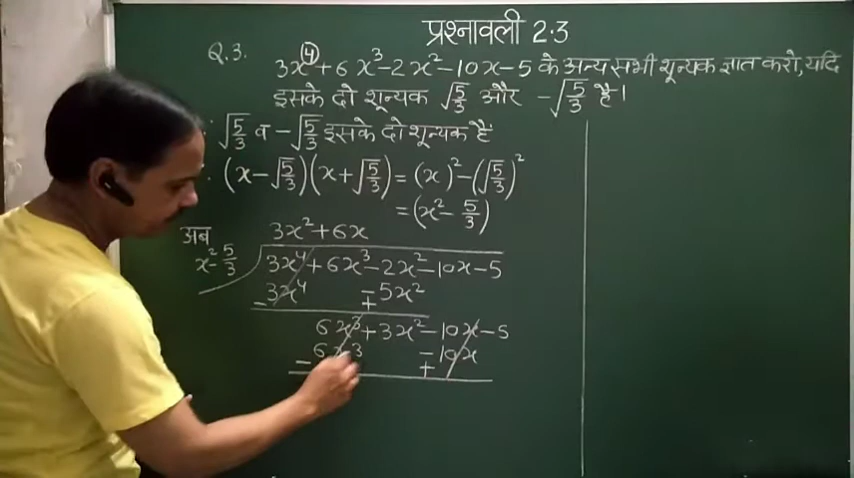 प्रश्नावली 2.3
Q.3. 3x⁴+6x³-2x²-10x-5 के अन्य सभी शून्यक ज्ञात करो, यदि
इसके दो शून्यक √5/3 और -√5/3 है।
∵ √5/3 व -√5/3 इसके दो शून्यक है
∴ (x-√5/3)(x+√5/3) = (x)²-(√5/3)²
= (x²-5/3)
अब 3x²+6x
x²-5/3 3x⁴+6x³-2x²-10x-5
3x⁴ -5x²
- +
6x³+3x²-10x-5
6x³ -10x
- +